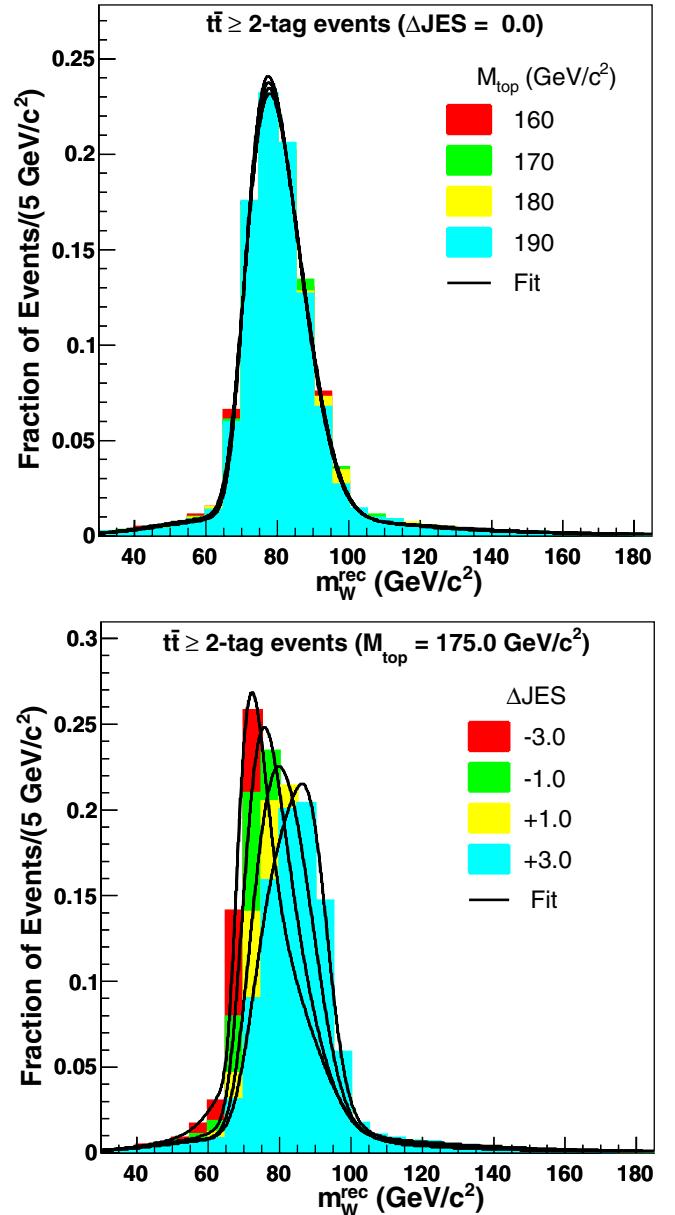 tt̄ ≥ 2-tag events (ΔJES = 0.0)
Fraction of Events/(5 GeV/c²)
0.25
0.2
0.15
0.1
0.05
0
M_top (GeV/c²)
160
170
180
190
Fit
40 60 80 100 120 140 160 180
m_W^rec (GeV/c²)
tt̄ ≥ 2-tag events (M_top = 175.0 GeV/c²)
Fraction of Events/(5 GeV/c²)
0.3
0.25
0.2
0.15
0.1
0.05
0
ΔJES
-3.0
-1.0
+1.0
+3.0
Fit
40 60 80 100 120 140 160 180
m_W^rec (GeV/c²)